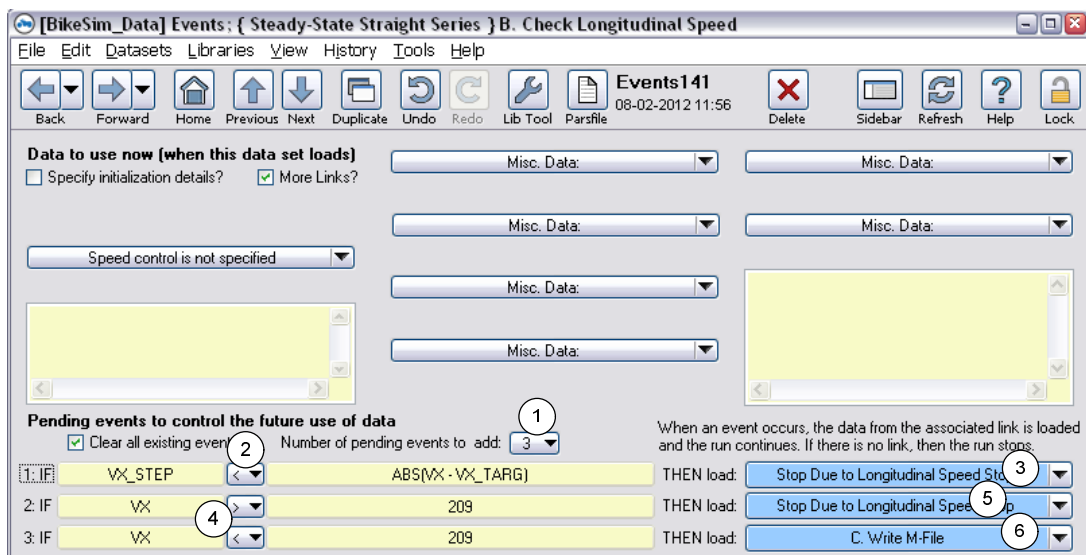 [BikeSim_Data] Events; { Steady-State Straight Series } B. Check Longitudinal Speed
File Edit Datasets Libraries View History Tools Help
Back Forward Home Previous Next Duplicate Undo Redo Lib Tool Parsfile
Events141
08-02-2012 11:56
Delete Sidebar Refresh Help Lock
Data to use now (when this data set loads)
Specify initialization details? More Links?
Misc. Data: Misc. Data:
Misc. Data: Misc. Data:
Speed control is not specified
Misc. Data:
Misc. Data:
Pending events to control the future use of data
1
When an event occurs, the data from the associated link is loaded
and the run continues. If there is no link, then the run stops.
Clear all existing Number of pending events to add: 3
2 3
1: IF VX_STEP < ABS(VX - VX_TARG) THEN load: Stop Due to Longitudinal Speed
4 5
2: IF VX > 209 THEN load: Stop Due to Longitudinal
6
3: IF VX < 209 THEN load: C. Write M-File